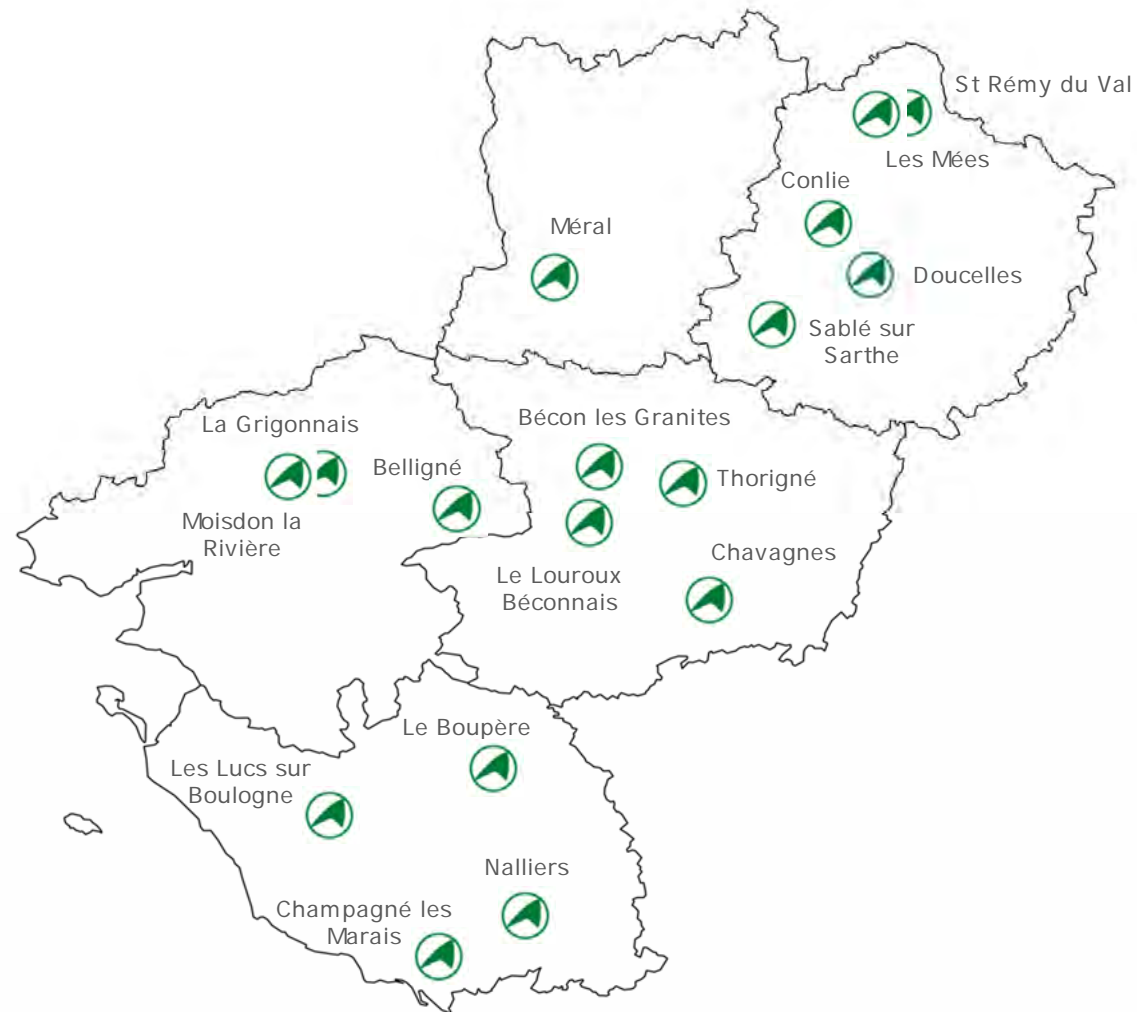 St Rémy du Val
Les Mées
Conlie
Méral
Doucelles
Sablé sur
Sarthe
La Grigonnais
Bécon les Granites
Belligné
Thorigné
Moisdon la
Rivière
Chavagnes
Le Louroux
Béconnais
Le Boupère
Les Lucs sur
Boulogne
Nalliers
Champagné les
Marais